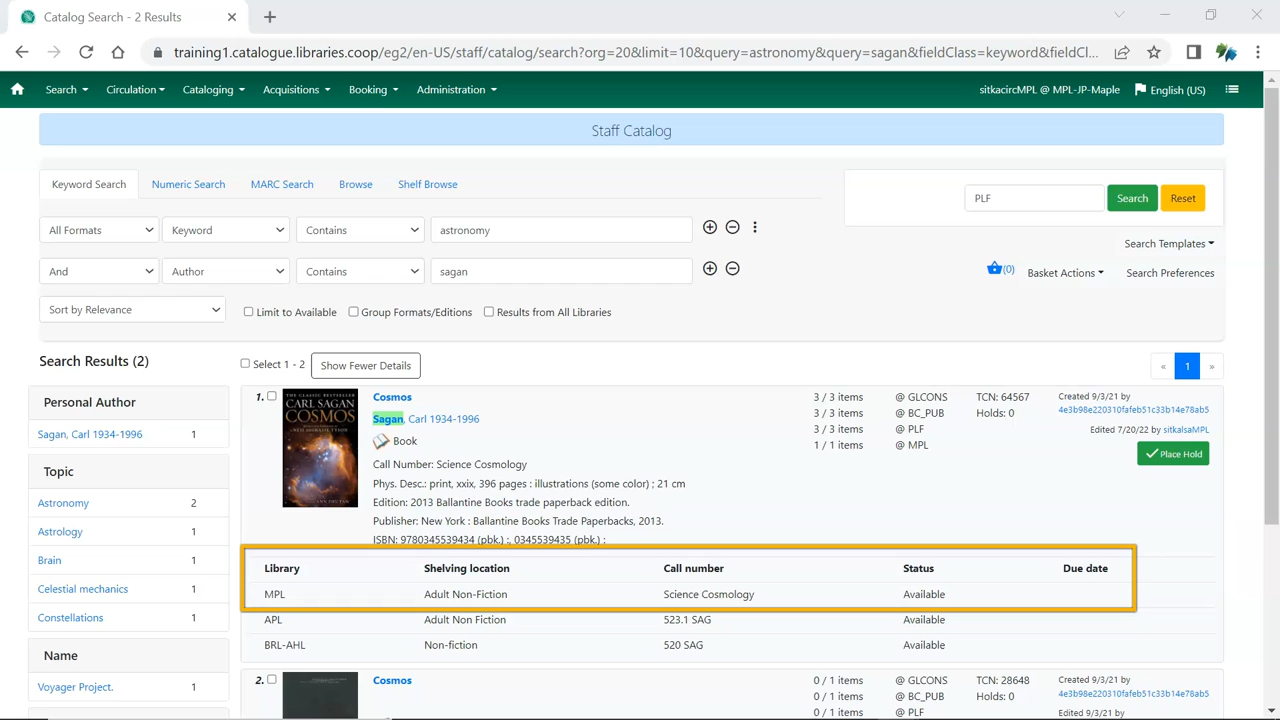 Catalog Search - 2 Results
training1.catalogue.libraries.coop/eg2/en-US/staff/catalog/search?org=20&limit=10&query=astronomy&query=sagan&fieldClass=keyword&fieldCl...
Search Circulation Cataloging Acquisitions Booking Administration sitkacircMPL @ MPL-JP-Maple English (US)
Staff Catalog
Keyword Search Numeric Search MARC Search Browse Shelf Browse
PLF Search Reset
All Formats Keyword Contains astronomy
Search Templates
And Author Contains sagan
(0) Basket Actions Search Preferences
Sort by Relevance Limit to Available Group Formats/Editions Results from All Libraries
Search Results (2)
Select 1 - 2 Show Fewer Details « 1 »
Personal Author
Sagan, Carl 1934-1996 1
Topic
Astronomy 2
Astrology 1
Brain 1
Celestial mechanics 1
Constellations 1
Name
Voyager Project. 1
1.
CARL SAGAN
COSMOS
Cosmos
Sagan, Carl 1934-1996
Book
Call Number: Science Cosmology
Phys. Desc.: print, xxix, 396 pages : illustrations (some color) ; 21 cm
Edition: 2013 Ballantine Books trade paperback edition.
Publisher: New York : Ballantine Books Trade Paperbacks, 2013.
ISBN: 9780345539434 (pbk.) :, 0345539435 (pbk.) :
3 / 3 items @ GLCONS
3 / 3 items @ BC_PUB
3 / 3 items @ PLF
1 / 1 items @ MPL
TCN: 64567
Holds: 0
Created 9/3/21 by
4e3b98e220310fafeb51c33b14e78ab5
Edited 7/20/22 by sitkalsaMPL
Place Hold
Library Shelving location Call number Status Due date
MPL Adult Non-Fiction Science Cosmology Available
APL Adult Non Fiction 523.1 SAG Available
BRL-AHL Non-fiction 520 SAG Available
2.
Cosmos
0 / 1 items @ GLCONS
0 / 1 items @ BC_PUB
0 / 1 items @ PLF
TCN: 28648
Holds: 0
Created 9/3/21 by
4e3b98e220310fafeb51c33b14e78ab5
Edited 9/3/21 by